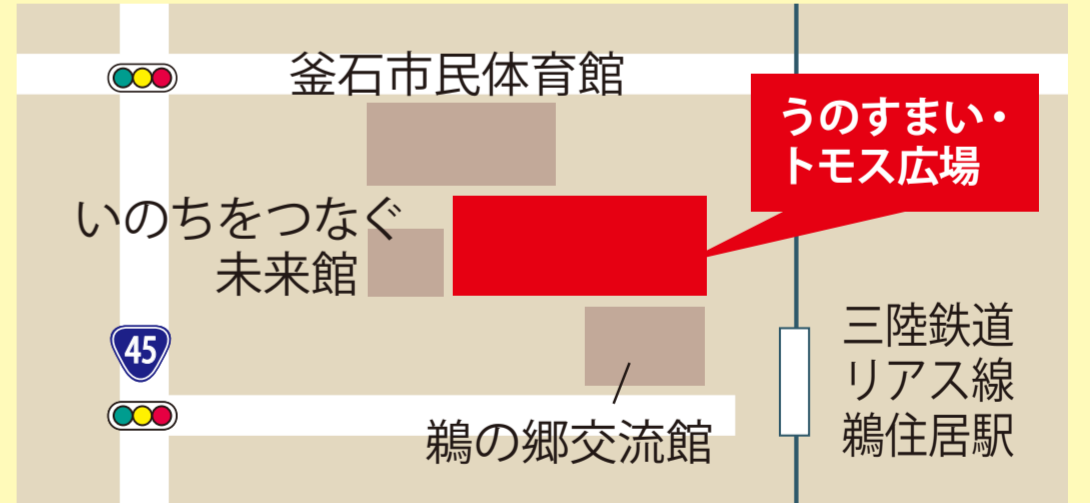 釜石市民体育館
うのすまい・
トモス広場
いのちをつなぐ
未来館
45
三陸鉄道
リアス線
鵜住居駅
鵜の郷交流館